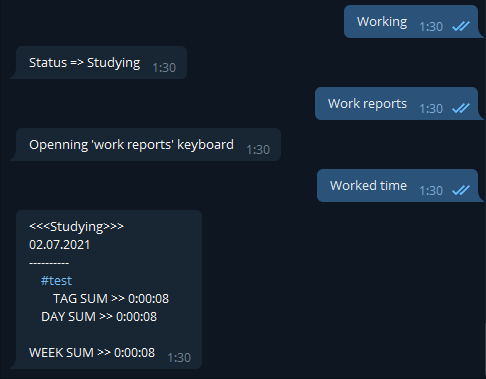 Working 1:30
Status => Studying 1:30
Work reports 1:30
Openning 'work reports' keyboard 1:30
Worked time 1:30
<<<Studying>>>
02.07.2021
----------
#test
TAG SUM >> 0:00:08
DAY SUM >> 0:00:08
WEEK SUM >> 0:00:08 1:30